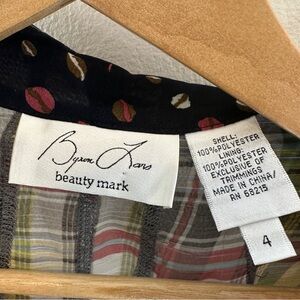 Byron Lars
beauty mark
SHELL:
100%POLYESTER
LINING:
100%POLYESTER
EXCLUSIVE OF
TRIMMINGS
MADE IN CHINA/
RN 69215
4